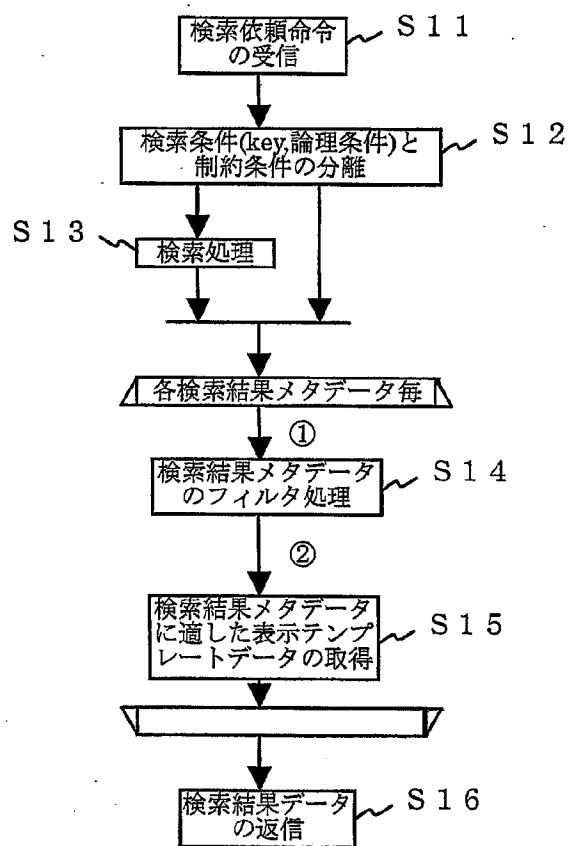 検索依頼命令
の受信
S11
検索条件(key,論理条件)と
制約条件の分離
S12
S13
検索処理
各検索結果メタデータ毎
①
検索結果メタデータ
のフィルタ処理
S14
②
検索結果メタデータ
に適した表示テンプ
レートデータの取得
S15
検索結果データ
の返信
S16